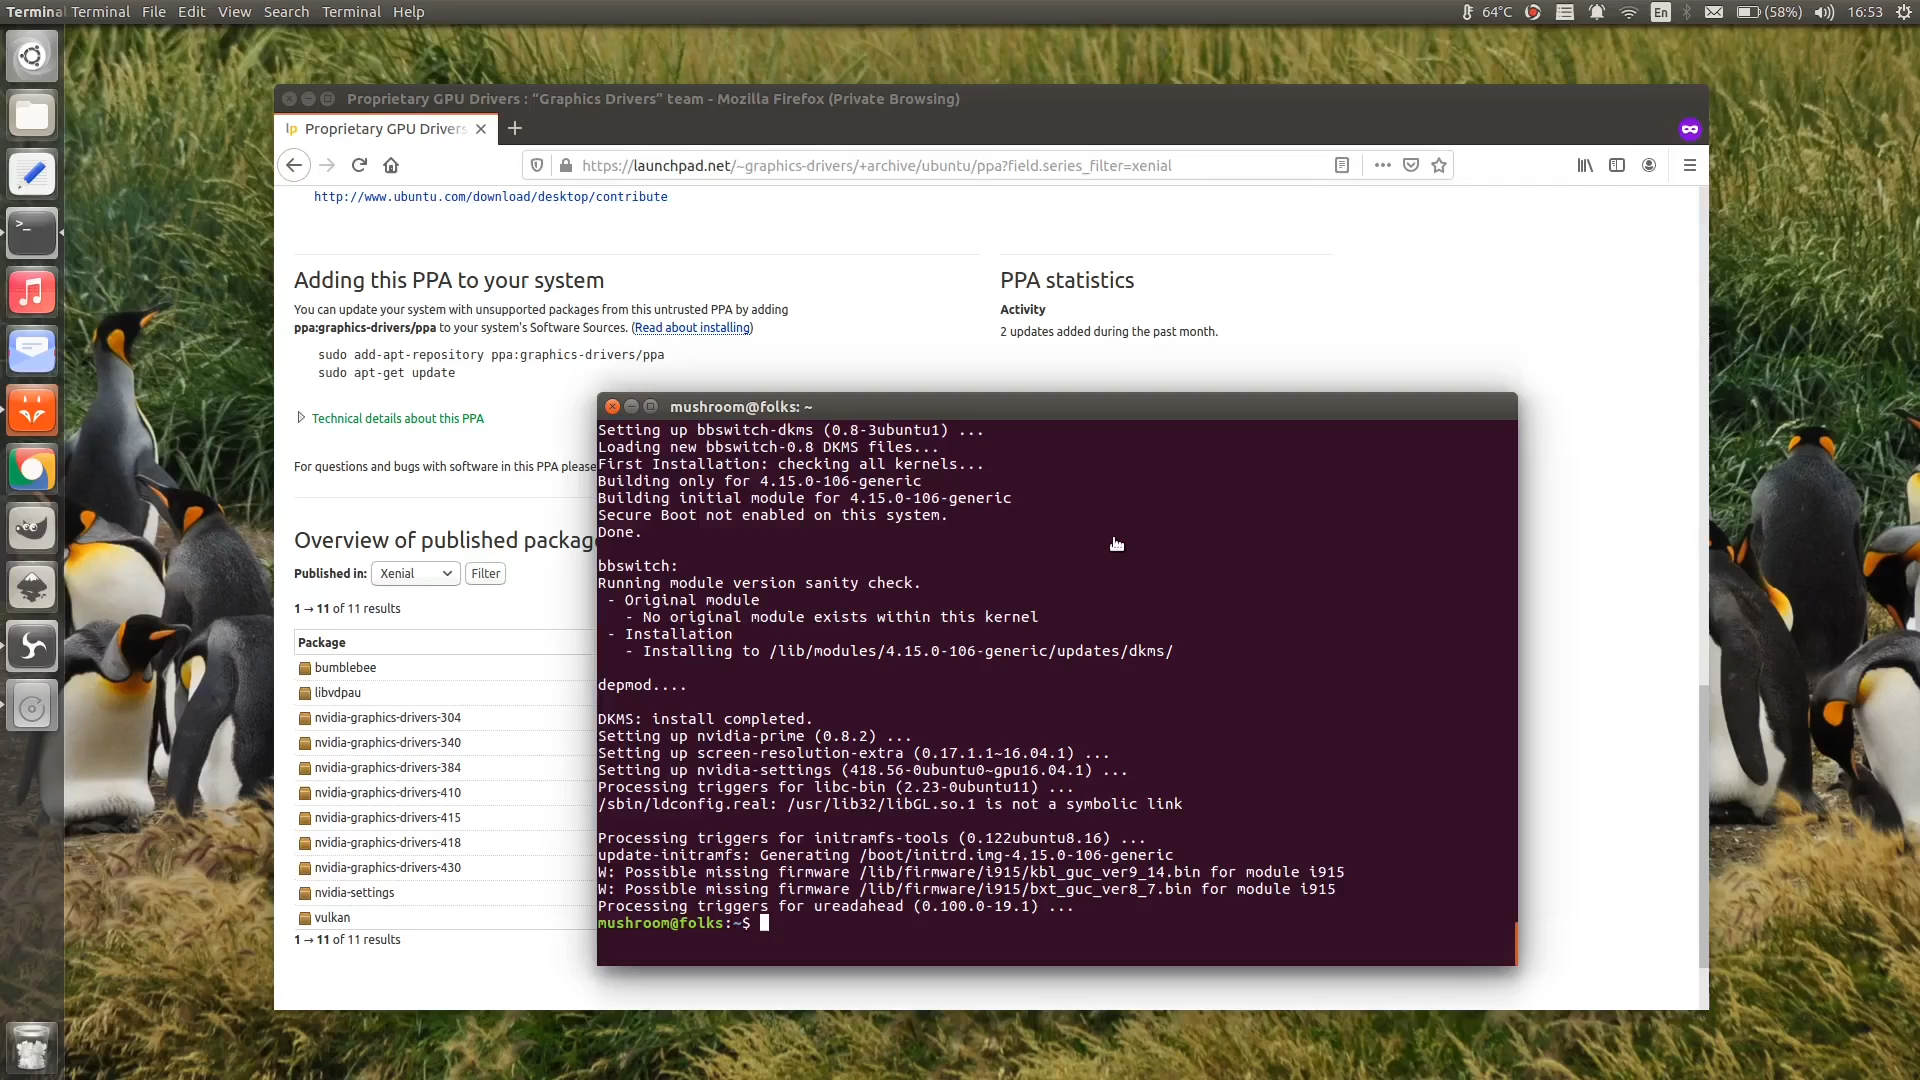 Terminal Terminal File Edit View Search Terminal Help
64°C En (58%) 16:53
Proprietary GPU Drivers : “Graphics Drivers” team - Mozilla Firefox (Private Browsing)
lp Proprietary GPU Drivers
https://launchpad.net/~graphics-drivers/+archive/ubuntu/ppa?field.series_filter=xenial
http://www.ubuntu.com/download/desktop/contribute
Adding this PPA to your system
You can update your system with unsupported packages from this untrusted PPA by adding
ppa:graphics-drivers/ppa to your system's Software Sources. (Read about installing)
sudo add-apt-repository ppa:graphics-drivers/ppa
sudo apt-get update
Technical details about this PPA
For questions and bugs with software in this PPA please
PPA statistics
Activity
2 updates added during the past month.
Overview of published packag
Published in: Xenial Filter
1 → 11 of 11 results
Package
bumblebee
libvdpau
nvidia-graphics-drivers-304
nvidia-graphics-drivers-340
nvidia-graphics-drivers-384
nvidia-graphics-drivers-410
nvidia-graphics-drivers-415
nvidia-graphics-drivers-418
nvidia-graphics-drivers-430
nvidia-settings
vulkan
1 → 11 of 11 results
mushroom@folks: ~
Setting up bbswitch-dkms (0.8-3ubuntu1) ...
Loading new bbswitch-0.8 DKMS files...
First Installation: checking all kernels...
Building only for 4.15.0-106-generic
Building initial module for 4.15.0-106-generic
Secure Boot not enabled on this system.
Done.
bbswitch:
Running module version sanity check.
- Original module
- No original module exists within this kernel
- Installation
- Installing to /lib/modules/4.15.0-106-generic/updates/dkms/
depmod....
DKMS: install completed.
Setting up nvidia-prime (0.8.2) ...
Setting up screen-resolution-extra (0.17.1.1~16.04.1) ...
Setting up nvidia-settings (418.56-0ubuntu0~gpu16.04.1) ...
Processing triggers for libc-bin (2.23-0ubuntu11) ...
/sbin/ldconfig.real: /usr/lib32/libGL.so.1 is not a symbolic link
Processing triggers for initramfs-tools (0.122ubuntu8.16) ...
update-initramfs: Generating /boot/initrd.img-4.15.0-106-generic
W: Possible missing firmware /lib/firmware/i915/kbl_guc_ver9_14.bin for module i915
W: Possible missing firmware /lib/firmware/i915/bxt_guc_ver8_7.bin for module i915
Processing triggers for ureadahead (0.100.0-19.1) ...
mushroom@folks:~$